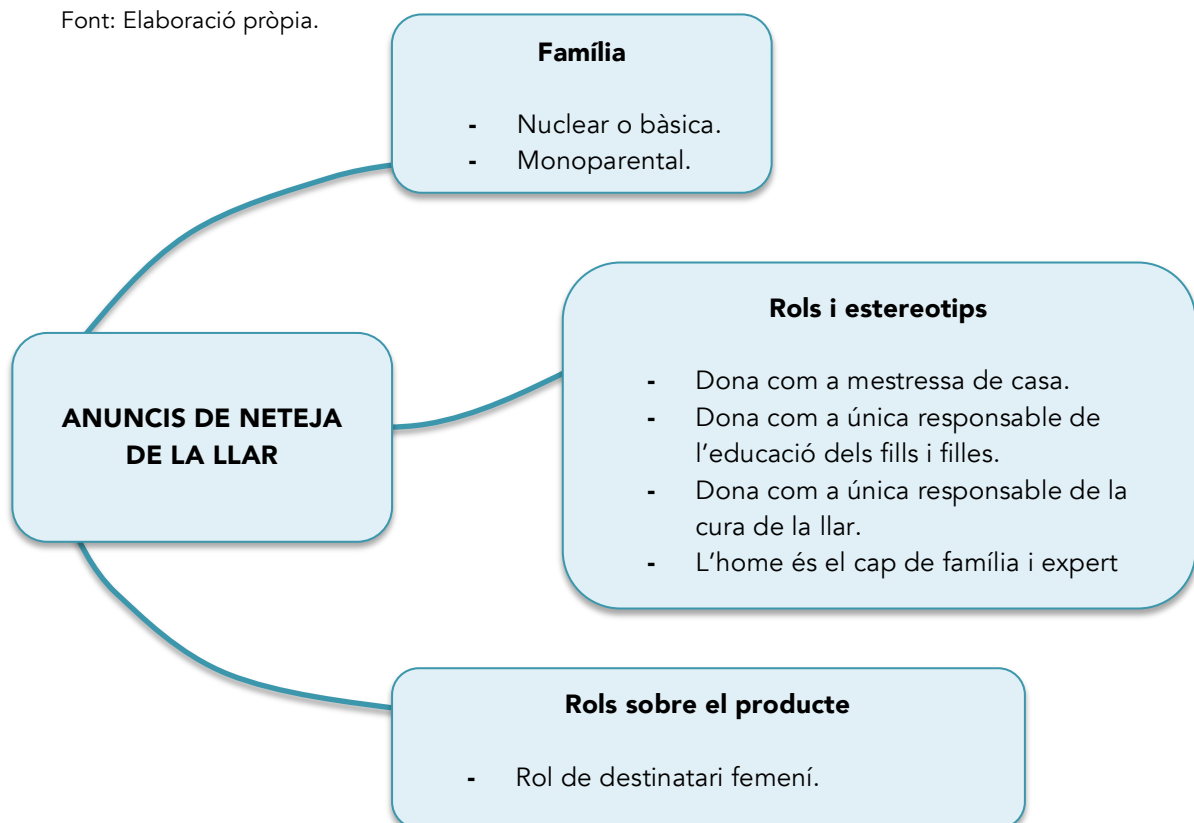 Font: Elaboració pròpia.
Família
- Nuclear o bàsica.
- Monoparental.
ANUNCIS DE NETEJA
DE LA LLAR
Rols i estereotips
- Dona com a mestressa de casa.
- Dona com a única responsable de
l'educació dels fills i filles.
- Dona com a única responsable de la
cura de la llar.
- L'home és el cap de família i expert
Rols sobre el producte
- Rol de destinatari femení.